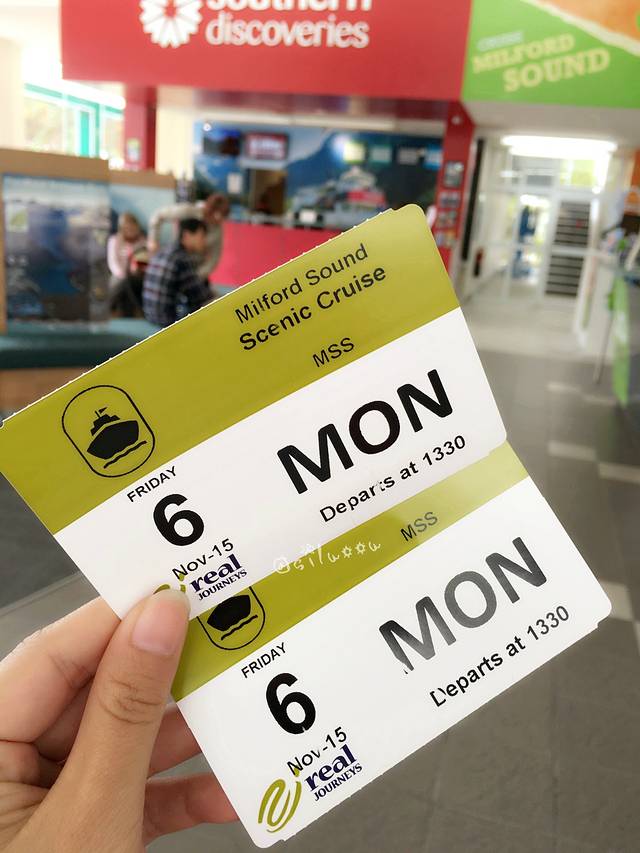 southern
discoveries
MILFORD
SOUND
Milford Sound
Scenic Cruise
MSS
MON
Departs at 1330
FRIDAY
6
Nov-15
real
JOURNEYS
MSS
MON
Departs at 1330
FRIDAY
6
Nov-15
real
JOURNEYS